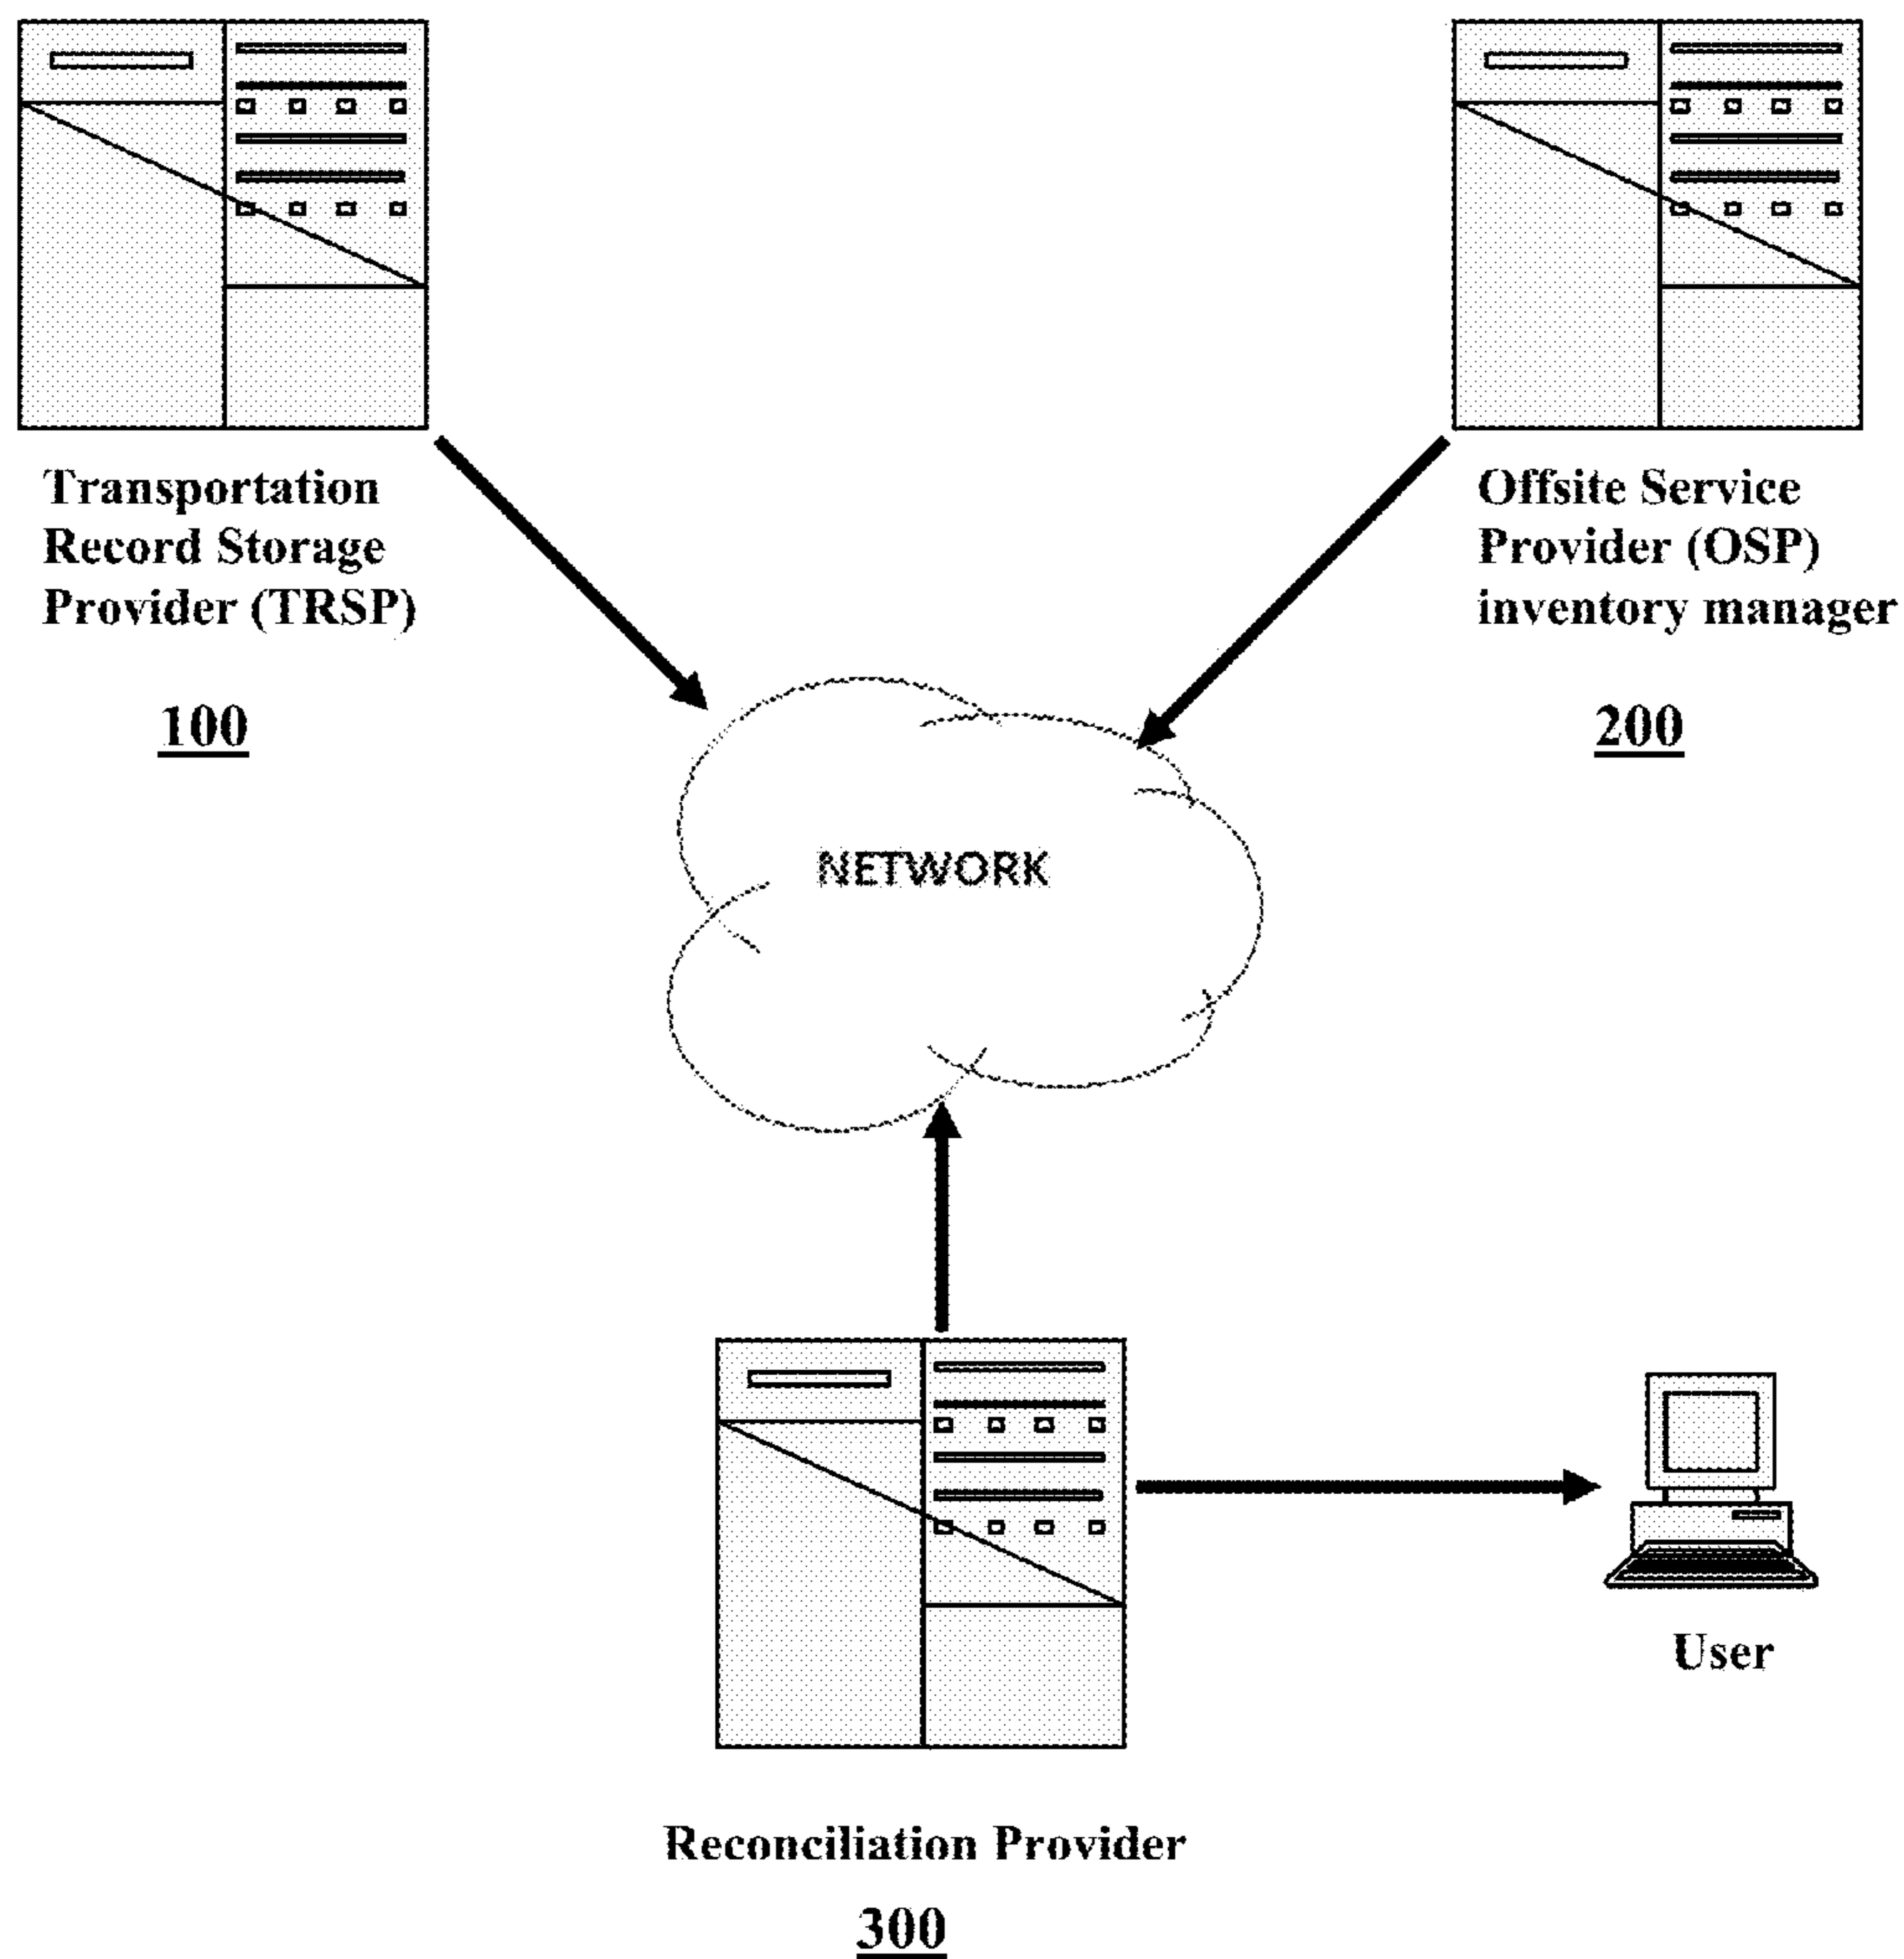 Transportation
Record Storage
Provider (TRSP)
100
Offsite Service
Provider (OSP)
inventory manager
200
NETWORK
User
Reconciliation Provider
300